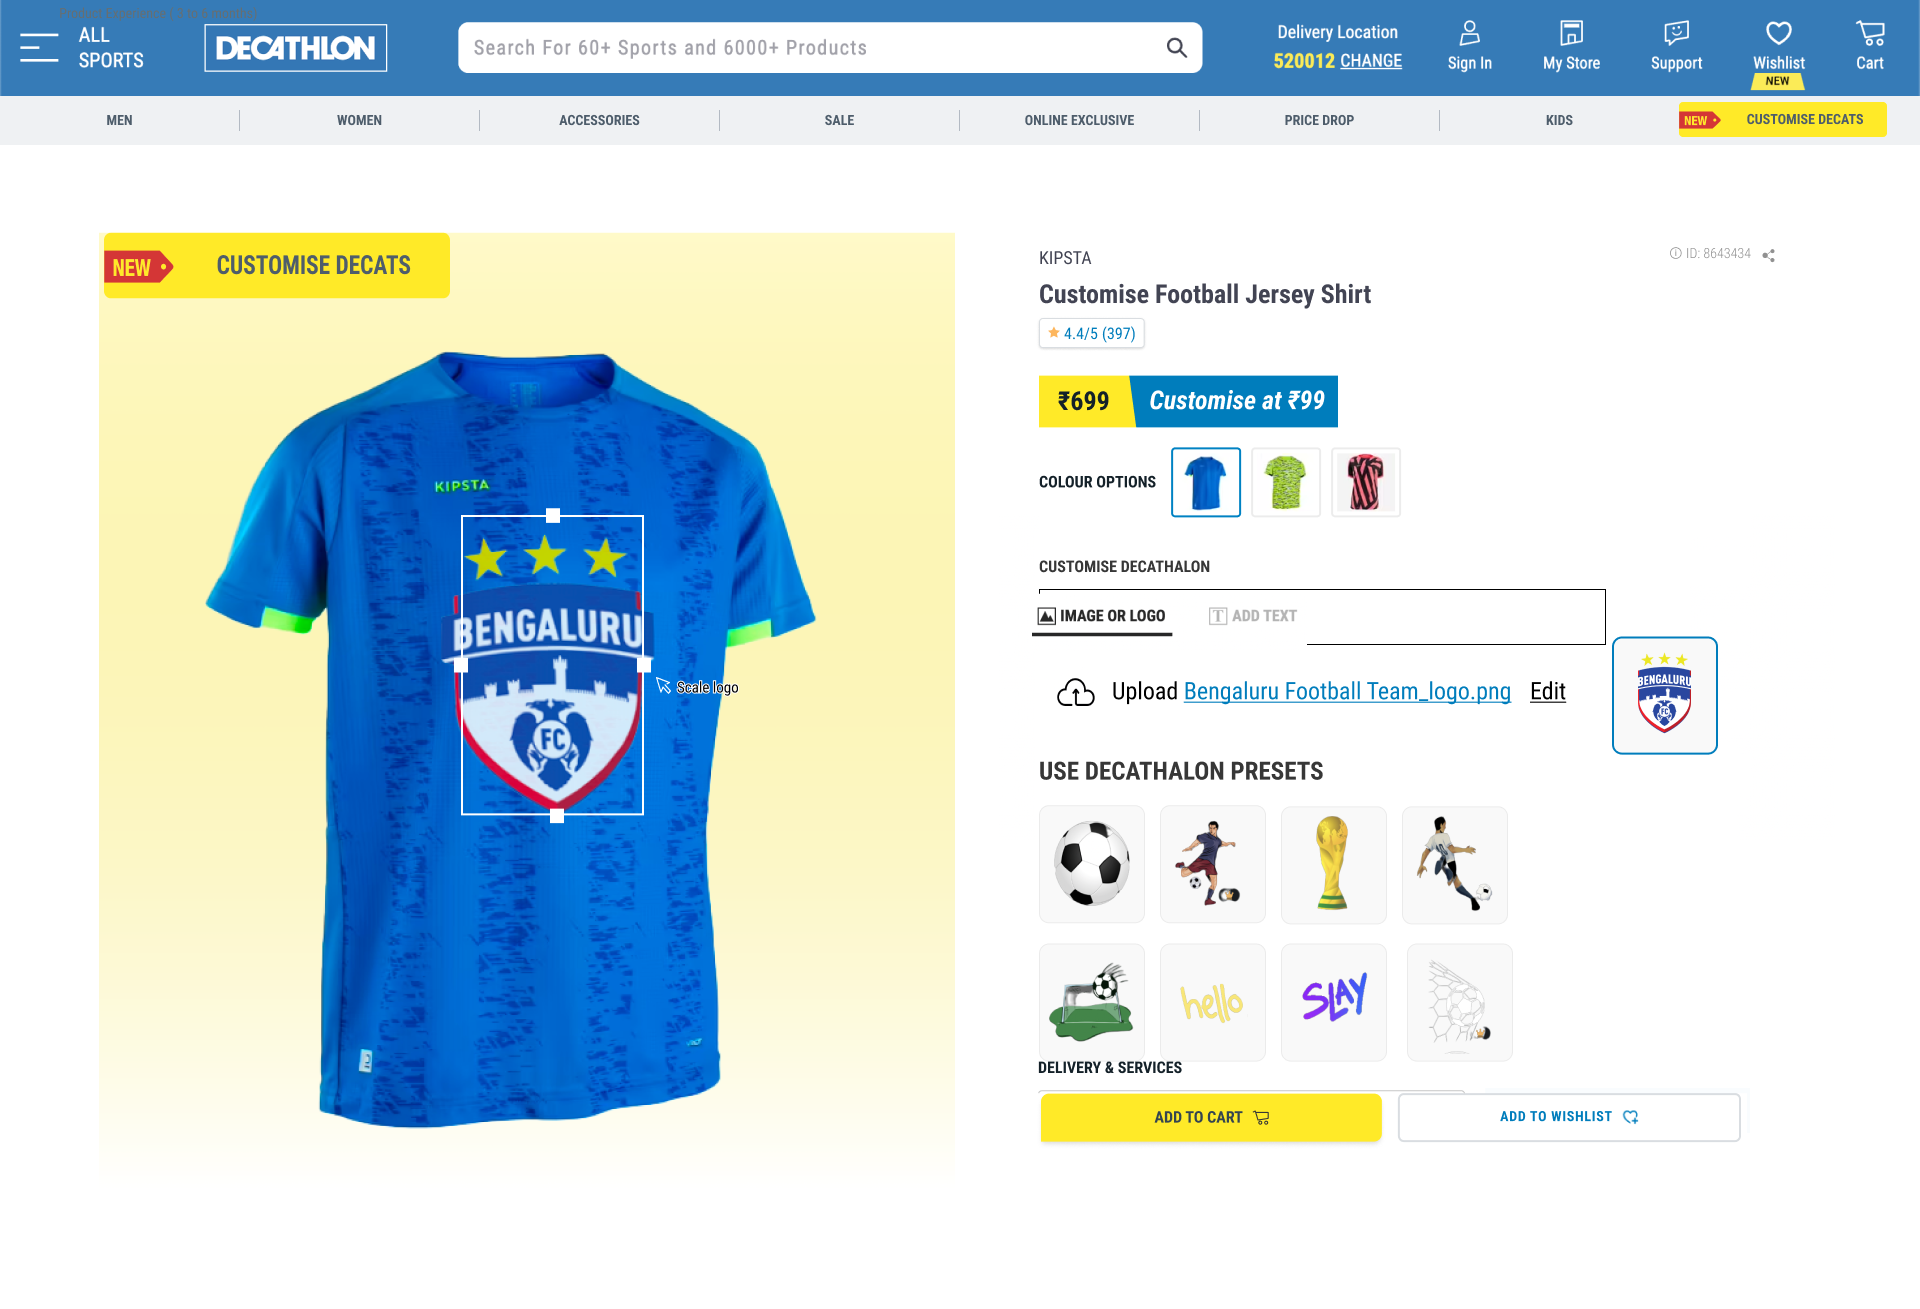 ALL
SPORTS
DECATHLON
Search For 60+ Sports and 6000+ Products
Delivery Location
520012 CHANGE
Sign In
My Store
Support
Wishlist
NEW
Cart
MEN
WOMEN
ACCESSORIES
SALE
ONLINE EXCLUSIVE
PRICE DROP
KIDS
NEW
CUSTOMISE DECATS
NEW
CUSTOMISE DECATS
KIPSTA
BENGALURU
FC
Scale logo
KIPSTA
ID: 8643434
Customise Football Jersey Shirt
4.4/5 (397)
₹699
Customise at ₹99
COLOUR OPTIONS
CUSTOMISE DECATHALON
IMAGE OR LOGO
T ADD TEXT
Upload Bengaluru Football Team_logo.png Edit
BENGALURU
FC
USE DECATHALON PRESETS
hello
SLAY
DELIVERY & SERVICES
ADD TO CART
ADD TO WISHLIST